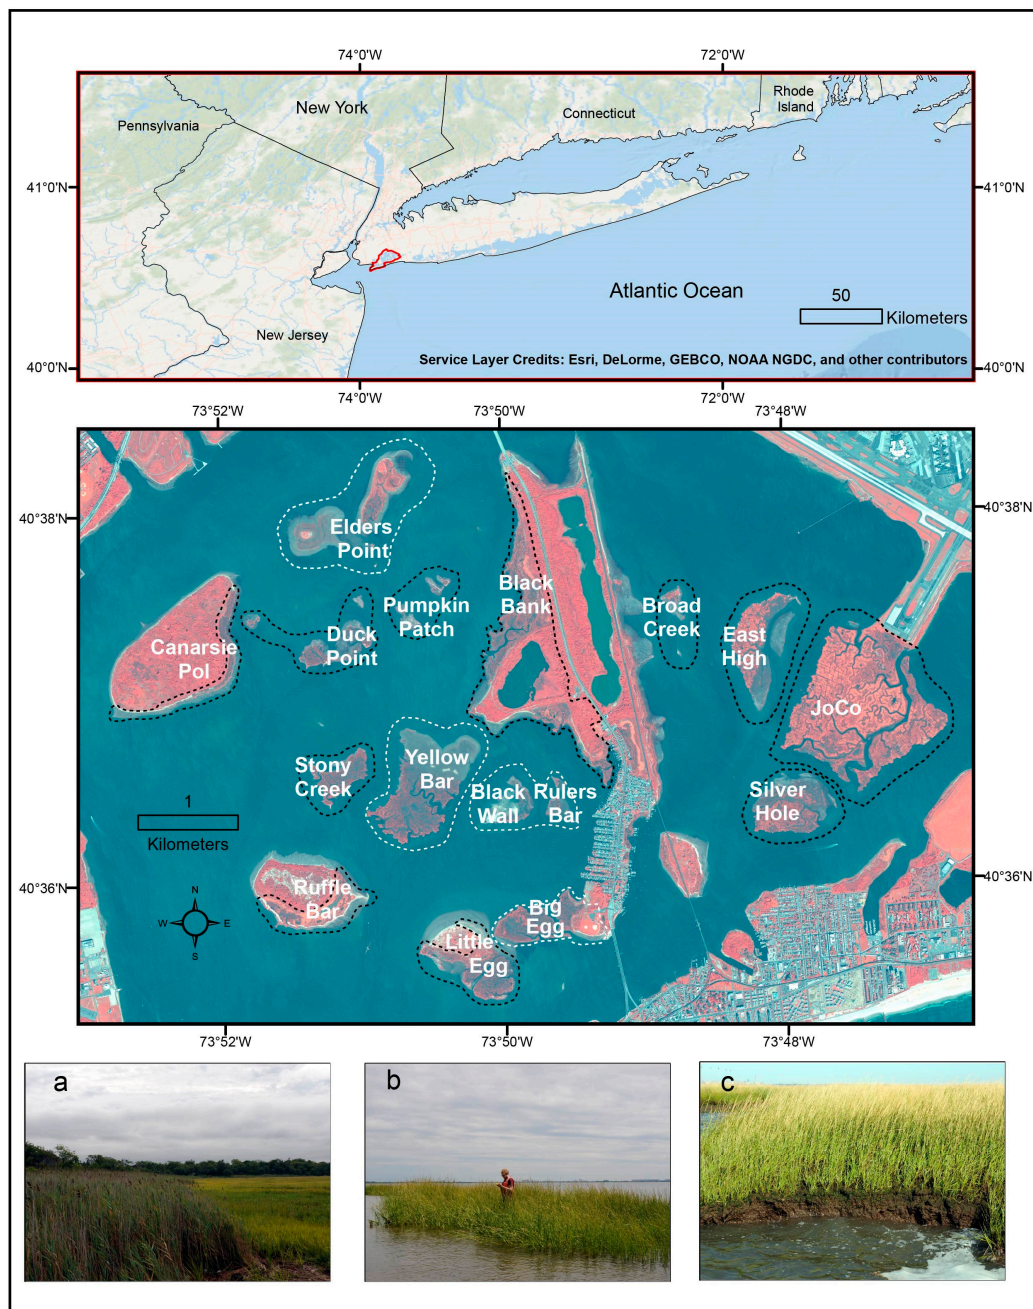 74°0'W 72°0'W
New York
Rhode
Island
Connecticut
Pennsylvania
41°0'N 41°0'N
Atlantic Ocean
50
Kilometers
New Jersey
Service Layer Credits: Esri, DeLorme, GEBCO, NOAA NGDC, and other contributors
40°0'N 40°0'N
74°0'W 72°0'W
73°52'W 73°50'W 73°48'W
40°38'N 40°38'N
Elders
Point
Black
Bank
Pumpkin
Patch
Broad
Creek
Duck
Point
East
High
Canarsie
Pol
JoCo
Yellow
Bar
Stony
Creek
Black
Wall
Rulers
Bar
Silver
Hole
1
Kilometers
40°36'N 40°36'N
Ruffle
Bar
N
W E
S
Big
Egg
Little
Egg
73°52'W 73°50'W 73°48'W
a b c